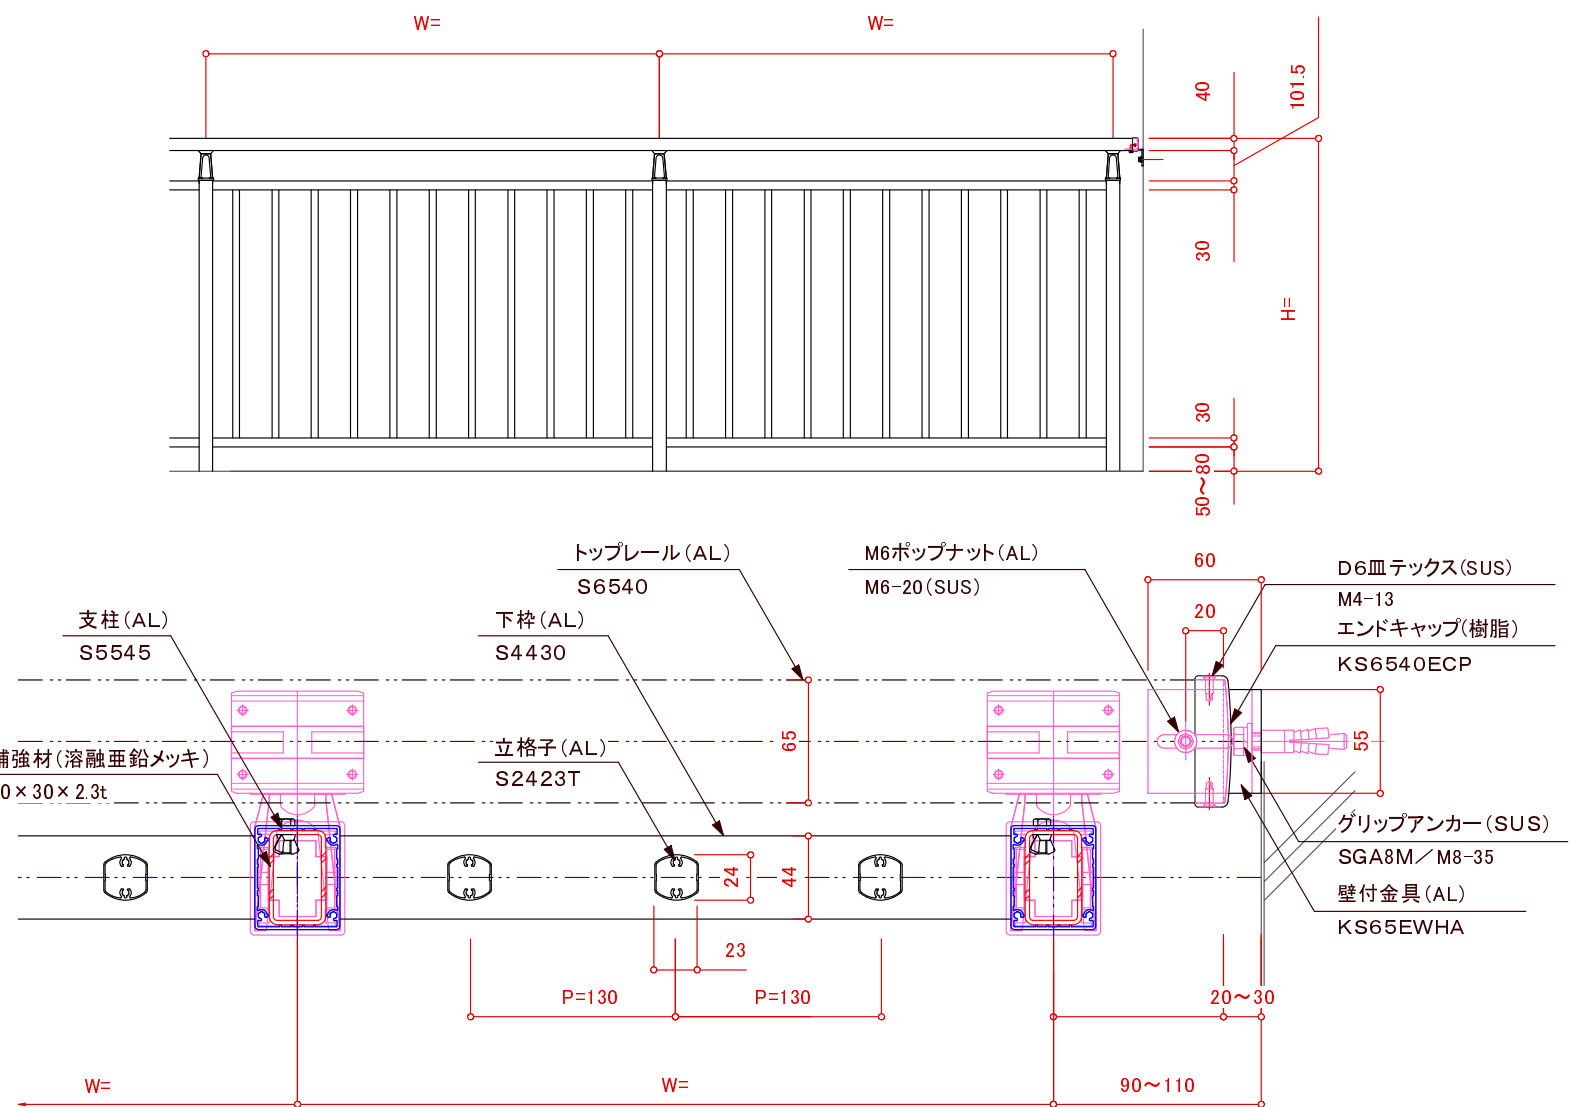 W=
W=
40
101.5
30
H=
30
50～80
トップレール(AL)
S6540
M6ポップナット(AL)
M6-20(SUS)
60
20
D6皿テックス(SUS)
M4-13
エンドキャップ(樹脂)
KS6540ECP
支柱(AL)
S5545
下枠(AL)
S4430
補強材(溶融亜鉛メッキ)
0×30×2.3t
立格子(AL)
S2423T
65
55
24
44
グリップアンカー(SUS)
SGA8M／M8-35
壁付金具(AL)
KS65EWHA
23
P=130
P=130
20～30
W=
W=
90～110